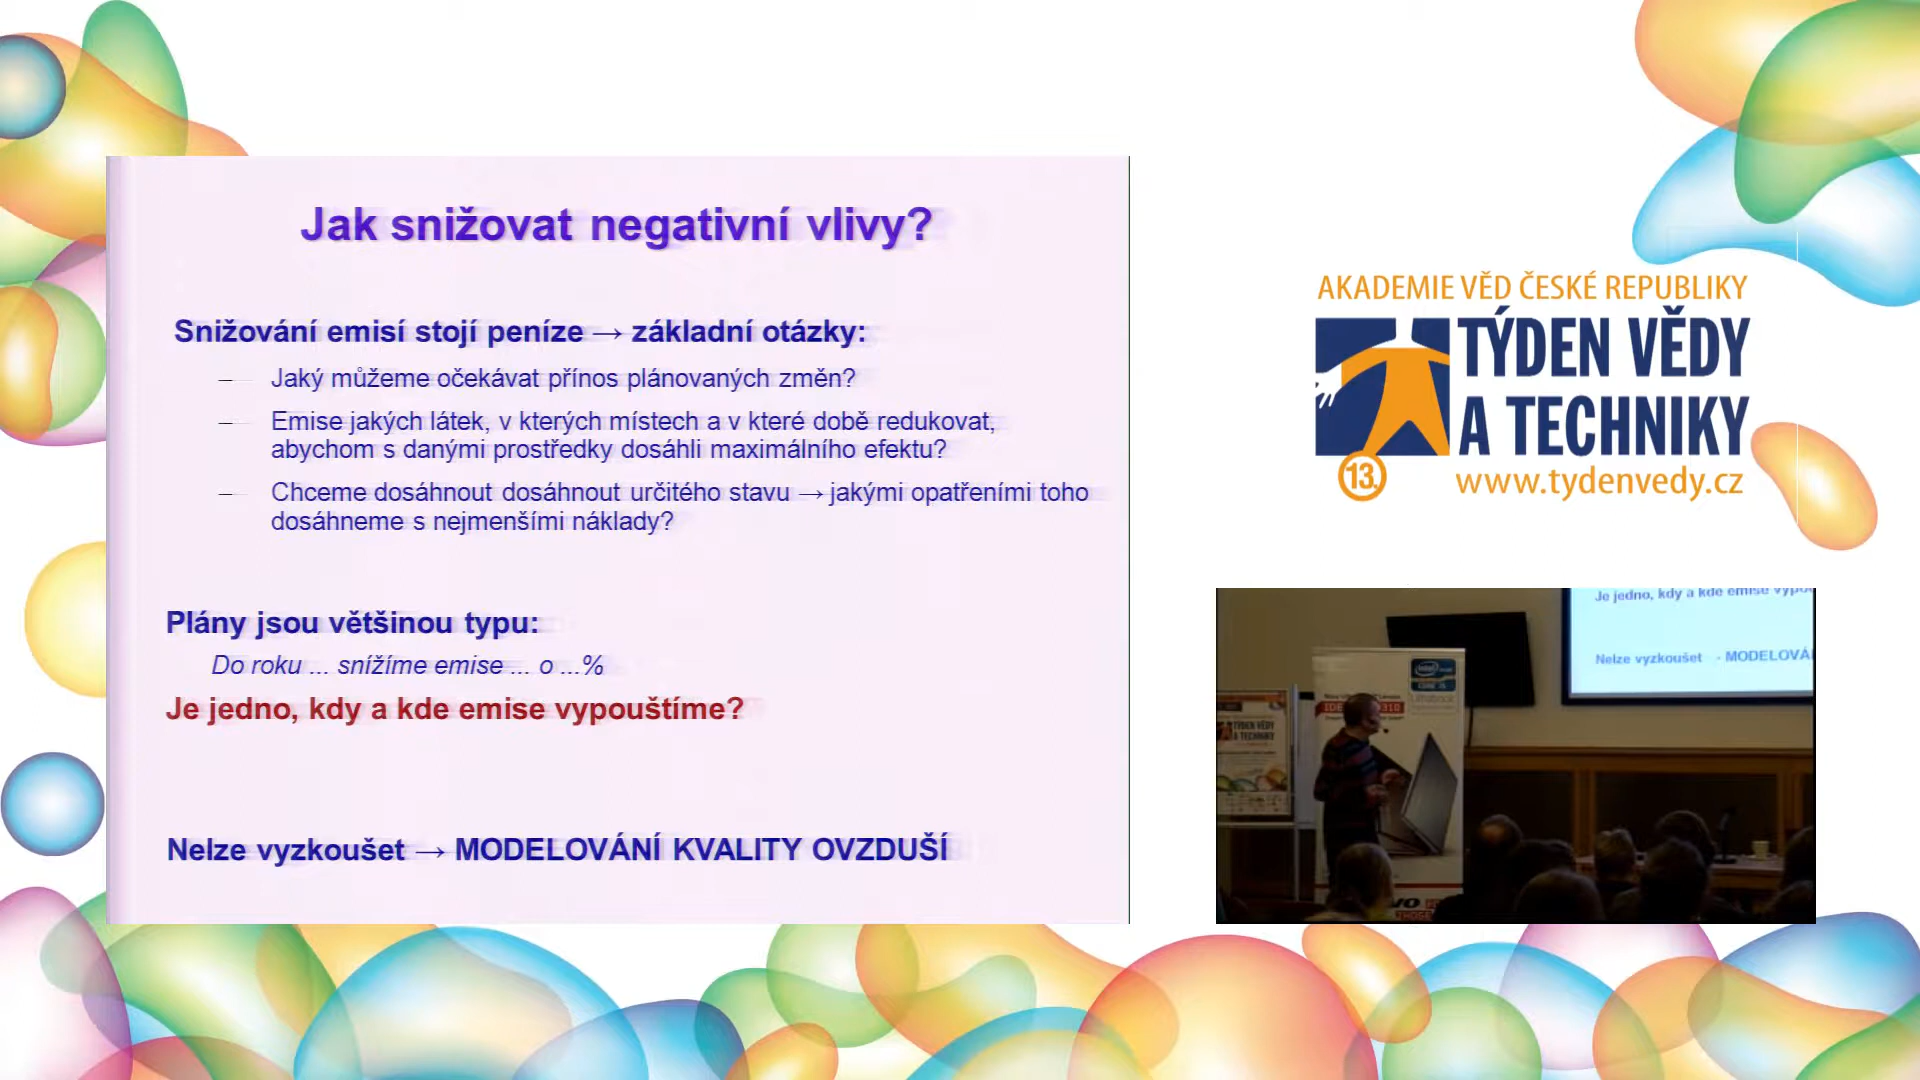 Jak snižovat negativní vlivy?
Snižování emisí stojí peníze → základní otázky:
– Jaký můžeme očekávat přínos plánovaných změn?
– Emise jakých látek, v kterých místech a v které době redukovat,
abychom s danými prostředky dosáhli maximálního efektu?
– Chceme dosáhnout dosáhnout určitého stavu → jakými opatřeními toho
dosáhneme s nejmenšími náklady?
Plány jsou většinou typu:
Do roku ... snížíme emise ... o ...%
Je jedno, kdy a kde emise vypouštíme?
Nelze vyzkoušet → MODELOVÁNÍ KVALITY OVZDUŠÍ
AKADEMIE VĚD ČESKÉ REPUBLIKY
TÝDEN VĚDY
A TECHNIKY
13.
www.tydenvedy.cz
Je jedno, kdy a kde emise vypou
Nelze vyzkoušet - MODELOVÁ
TÝDEN VĚDY
A TECHNIKY